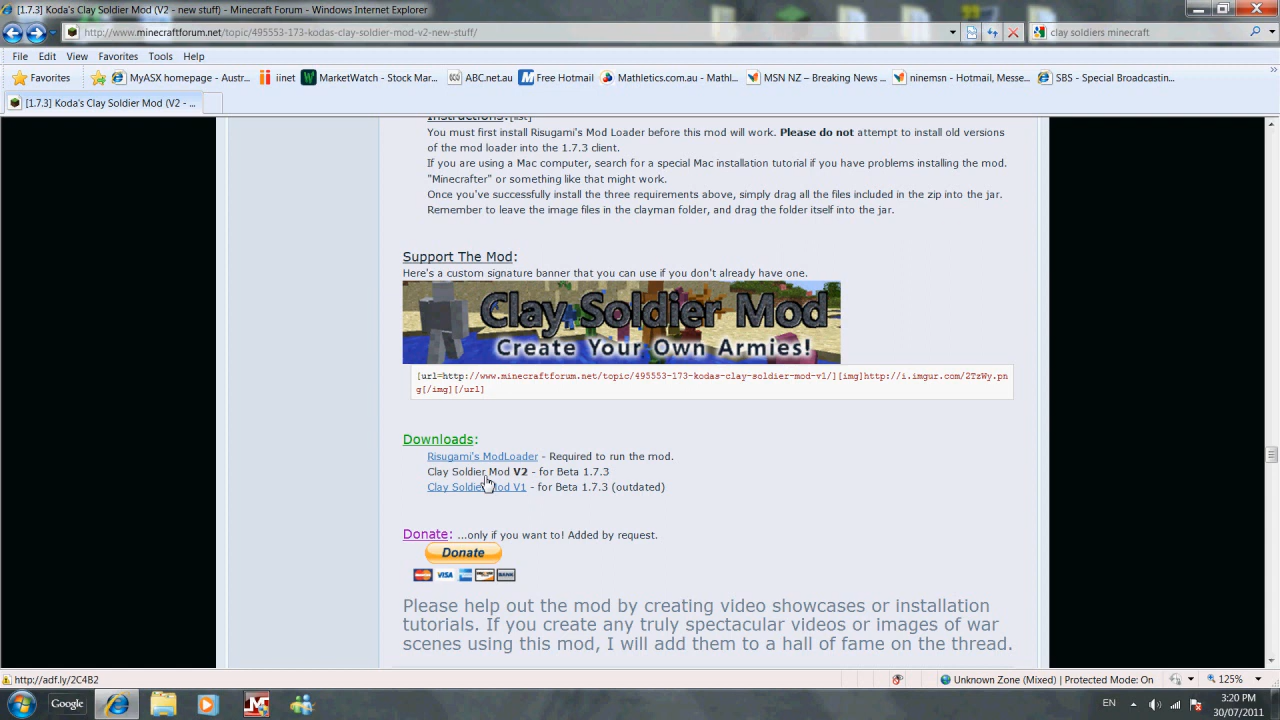 [1.7.3] Koda's Clay Soldier Mod (V2 - new stuff) - Minecraft Forum - Windows Internet Explorer
http://www.minecraftforum.net/topic/495553-173-kodas-clay-soldier-mod-v2-new-stuff/
clay soldiers minecraft
File Edit View Favorites Tools Help
Favorites MyASX homepage - Austr... iinet MarketWatch - Stock Mar... ABC.net.au Free Hotmail Mathletics.com.au - Mathl... MSN NZ – Breaking News ... ninemsn - Hotmail, Messe... SBS - Special Broadcastin...
[1.7.3] Koda's Clay Soldier Mod (V2 - ...
Instructions:[list]
You must first install Risugami's Mod Loader before this mod will work. Please do not attempt to install old versions
of the mod loader into the 1.7.3 client.
If you are using a Mac computer, search for a special Mac installation tutorial if you have problems installing the mod.
"Minecrafter" or something like that might work.
Once you've successfully install the three requirements above, simply drag all the files included in the zip into the jar.
Remember to leave the image files in the clayman folder, and drag the folder itself into the jar.
Support The Mod:
Here's a custom signature banner that you can use if you don't already have one.
Clay Soldier Mod
Create Your Own Armies!
[url=http://www.minecraftforum.net/topic/495553-173-kodas-clay-soldier-mod-v1/][img]http://i.imgur.com/2TzWy.pn
g[/img][/url]
Downloads:
Risugami's ModLoader - Required to run the mod.
Clay Soldier Mod V2 - for Beta 1.7.3
Clay Soldier Mod V1 - for Beta 1.7.3 (outdated)
Donate: ...only if you want to! Added by request.
Donate
VISA
BANK
Please help out the mod by creating video showcases or installation
tutorials. If you create any truly spectacular videos or images of war
scenes using this mod, I will add them to a hall of fame on the thread.
http://adf.ly/2C4B2
Unknown Zone (Mixed) | Protected Mode: On
125%
Google
EN
3:20 PM
30/07/2011